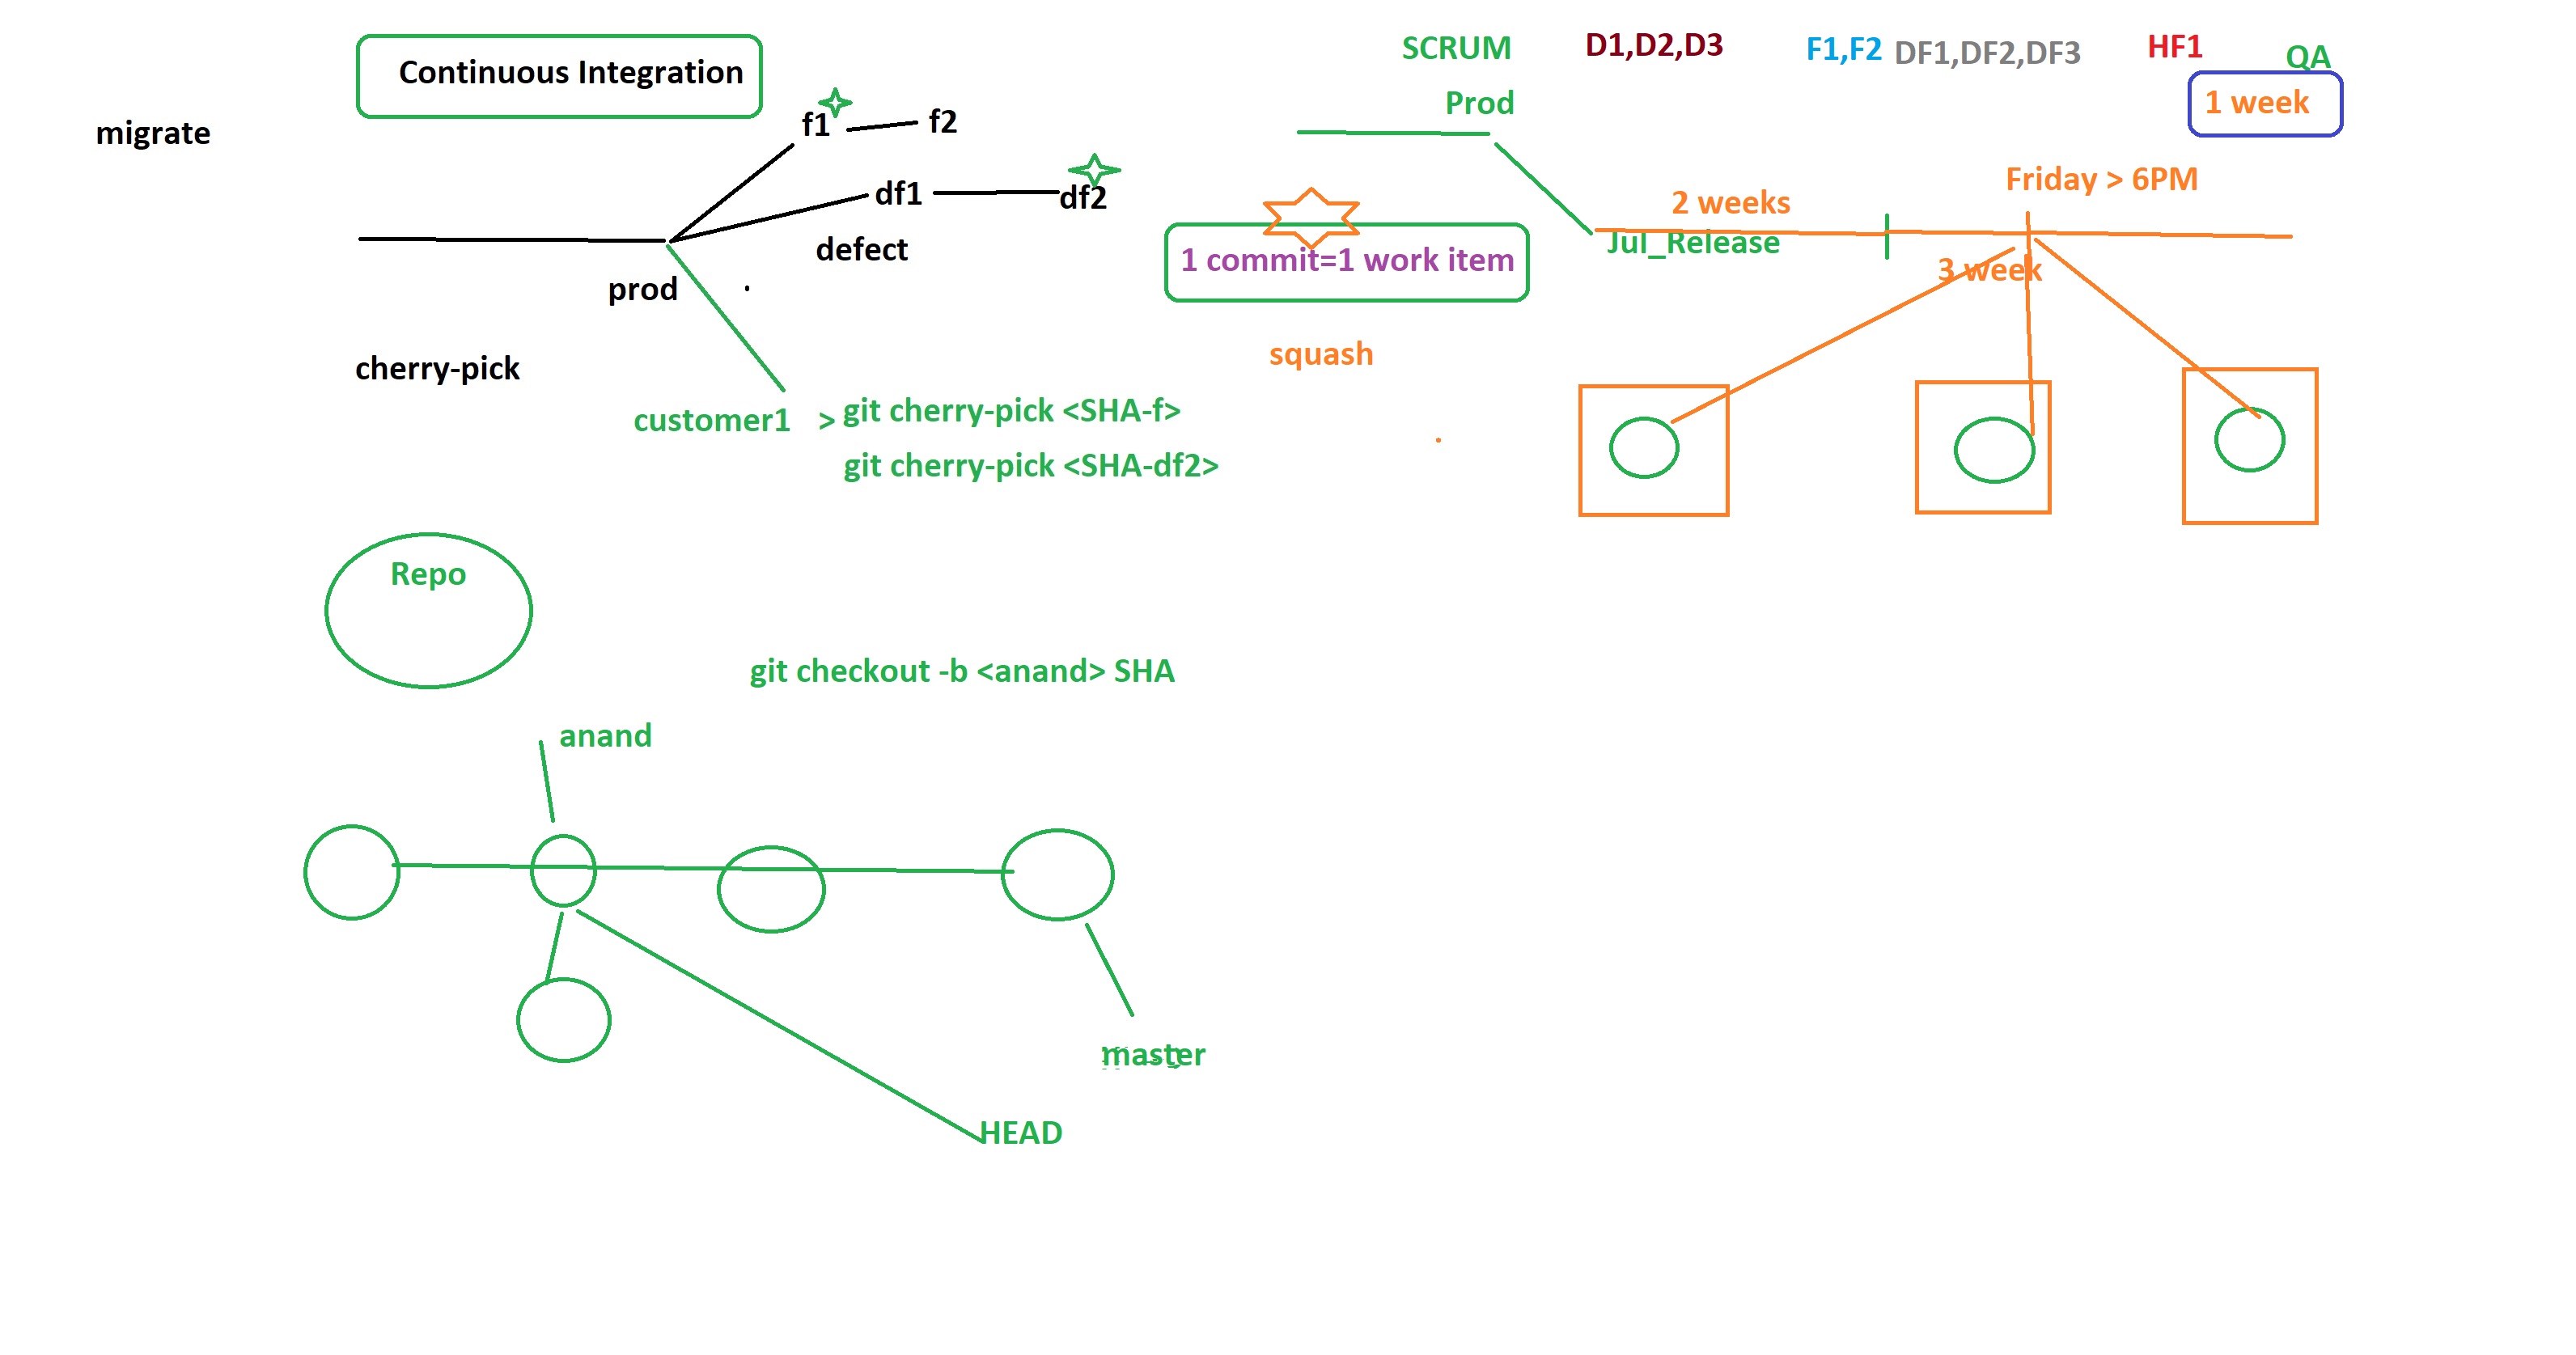 Continuous Integration
migrate
f1
f2
df1
df2
defect
prod
cherry-pick
customer1 > git cherry-pick <SHA-f>
git cherry-pick <SHA-df2>
SCRUM
D1,D2,D3
F1,F2
DF1,DF2,DF3
HF1
QA
Prod
1 week
Friday > 6PM
2 weeks
Jul_Release
3 week
1 commit=1 work item
squash
Repo
git checkout -b <anand> SHA
anand
master
HEAD